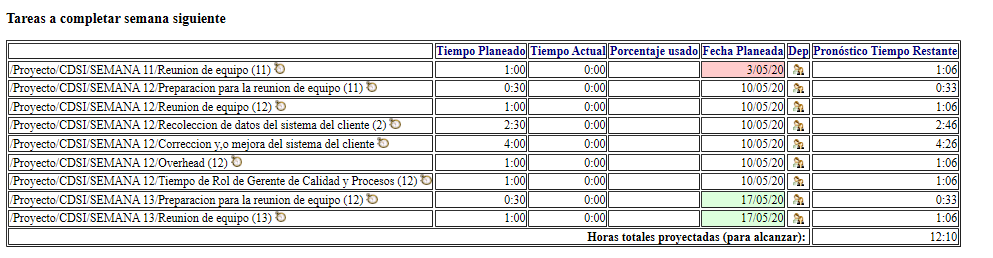 Tareas a completar semana siguiente
Tiempo Planeado Tiempo Actual Porcentaje usado Fecha Planeada Dep Pronóstico Tiempo Restante
/Proyecto/CDSI/SEMANA 11/Reunion de equipo (11) 1:00 0:00 3/05/20 1:06
/Proyecto/CDSI/SEMANA 12/Preparacion para la reunion de equipo (11) 0:30 0:00 10/05/20 0:33
/Proyecto/CDSI/SEMANA 12/Reunion de equipo (12) 1:00 0:00 10/05/20 1:06
/Proyecto/CDSI/SEMANA 12/Recoleccion de datos del sistema del cliente (2) 2:30 0:00 10/05/20 2:46
/Proyecto/CDSI/SEMANA 12/Correccion y,o mejora del sistema del cliente 4:00 0:00 10/05/20 4:26
/Proyecto/CDSI/SEMANA 12/Overhead (12) 1:00 0:00 10/05/20 1:06
/Proyecto/CDSI/SEMANA 12/Tiempo de Rol de Gerente de Calidad y Procesos (12) 1:00 0:00 10/05/20 1:06
/Proyecto/CDSI/SEMANA 13/Preparacion para la reunion de equipo (12) 0:30 0:00 17/05/20 0:33
/Proyecto/CDSI/SEMANA 13/Reunion de equipo (13) 1:00 0:00 17/05/20 1:06
Horas totales proyectadas (para alcanzar): 12:10